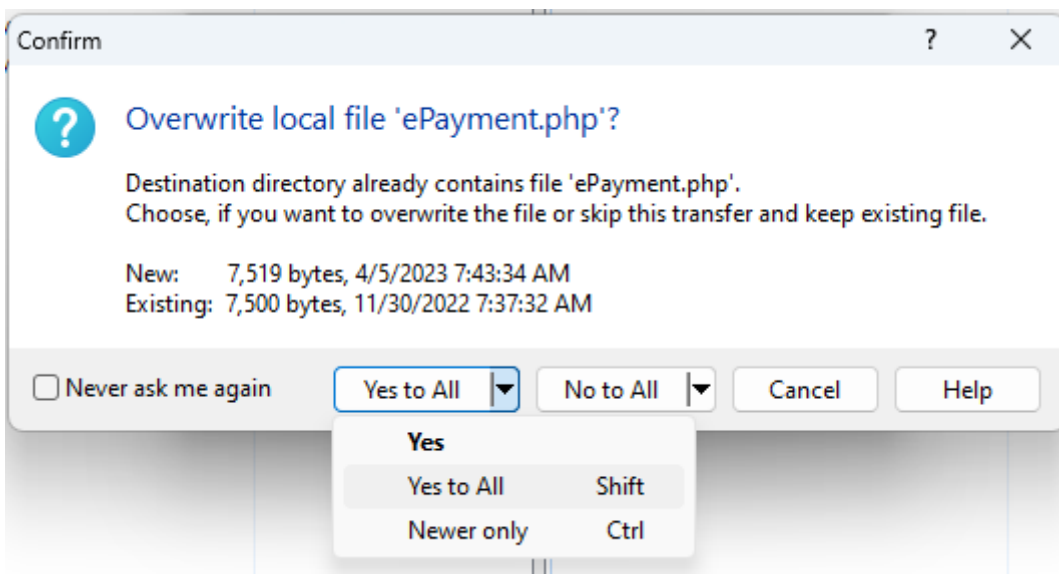 Confirm ?
Overwrite local file 'ePayment.php'?
Destination directory already contains file 'ePayment.php'.
Choose, if you want to overwrite the file or skip this transfer and keep existing file.
New: 7,519 bytes, 4/5/2023 7:43:34 AM
Existing: 7,500 bytes, 11/30/2022 7:37:32 AM
Never ask me again Yes to All No to All Cancel Help
Yes
Yes to All Shift
Newer only Ctrl